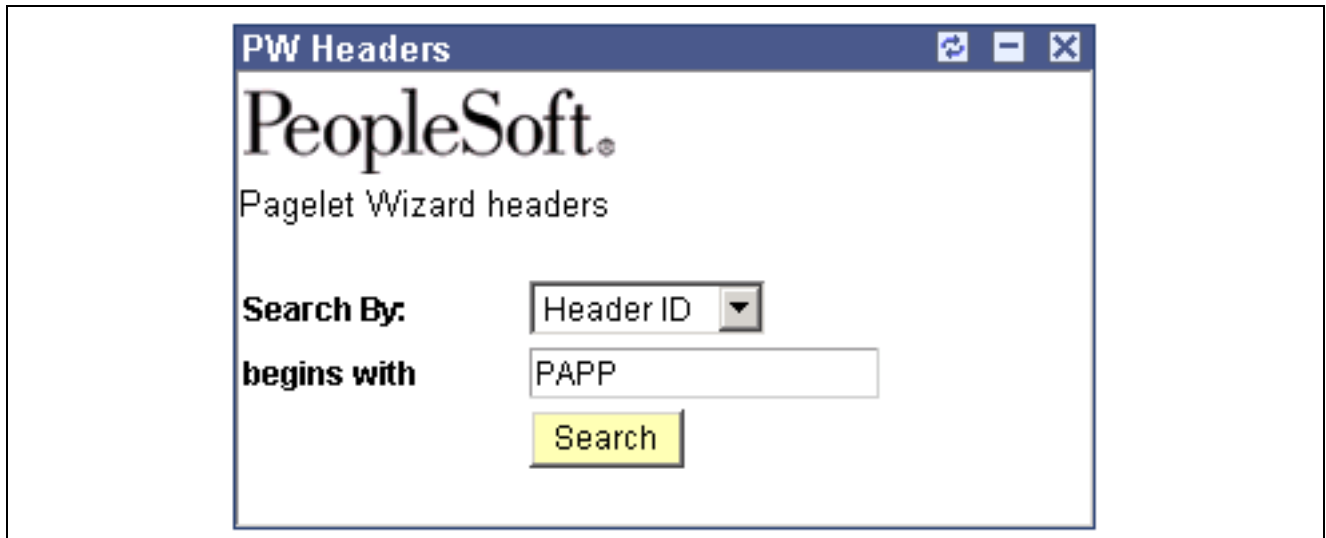 PW Headers
PeopleSoft®
Pagelet Wizard headers
Search By: Header ID
begins with PAPP
Search